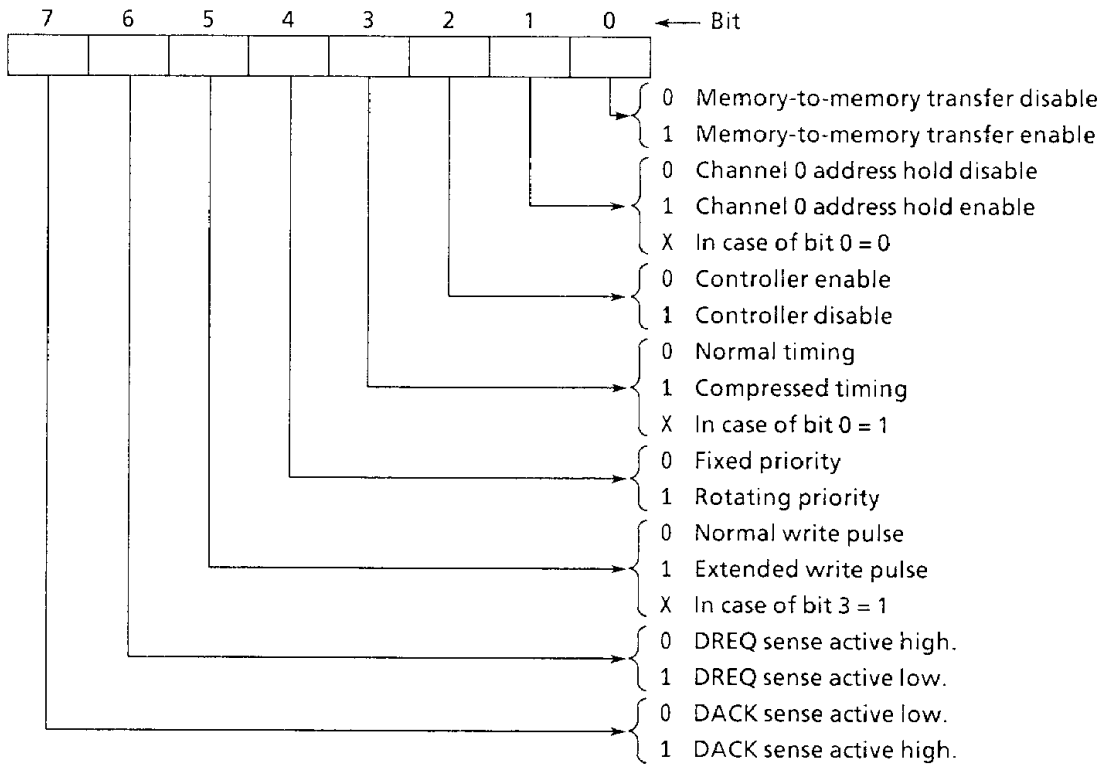 7 6 5 4 3 2 1 0 ← Bit
0 Memory-to-memory transfer disable
1 Memory-to-memory transfer enable
0 Channel 0 address hold disable
1 Channel 0 address hold enable
X In case of bit 0 = 0
0 Controller enable
1 Controller disable
0 Normal timing
1 Compressed timing
X In case of bit 0 = 1
0 Fixed priority
1 Rotating priority
0 Normal write pulse
1 Extended write pulse
X In case of bit 3 = 1
0 DREQ sense active high.
1 DREQ sense active low.
0 DACK sense active low.
1 DACK sense active high.